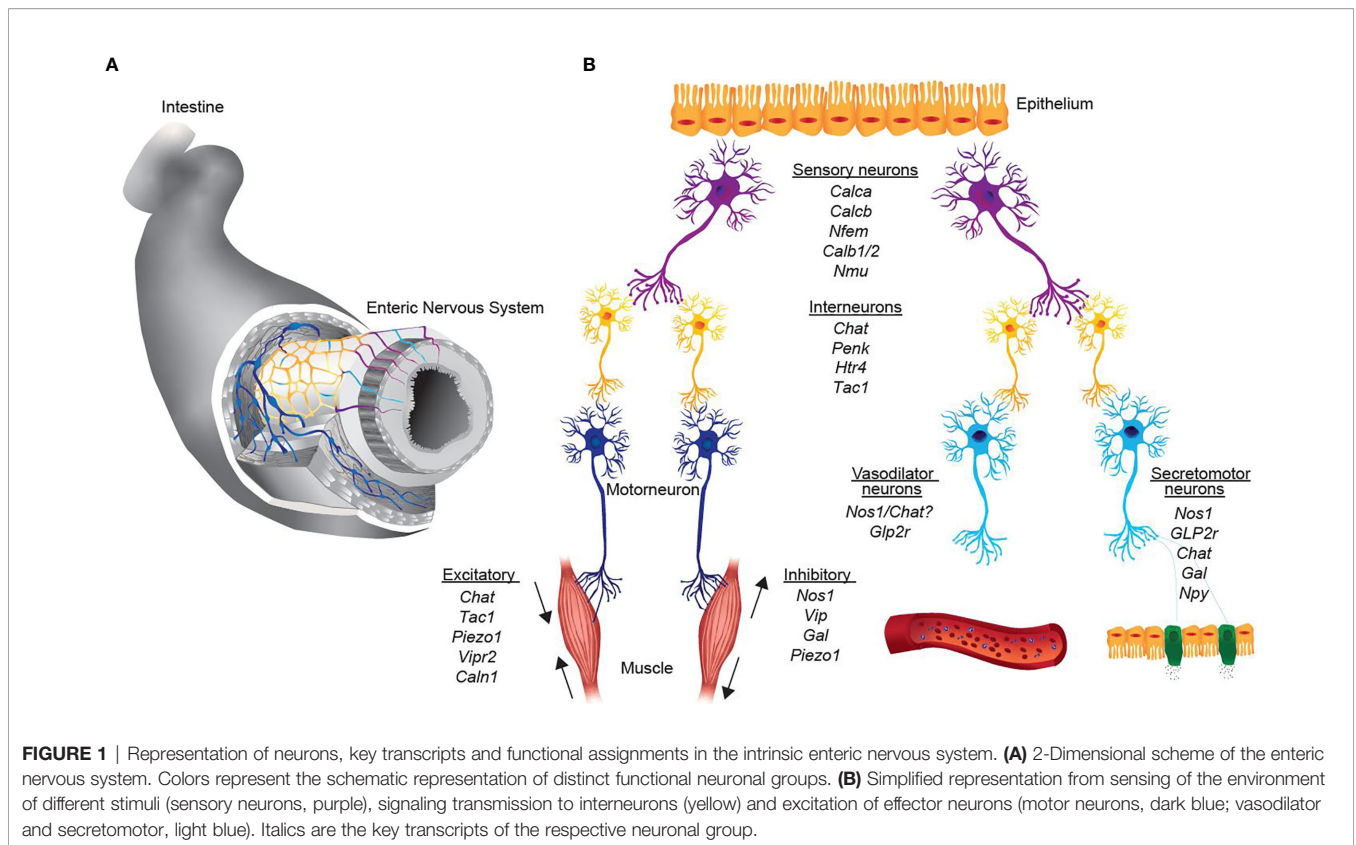 A
B
Intestine
Epithelium
Enteric Nervous System
Sensory neurons
Calca
Calcb
Nfem
Calb1/2
Nmu
Interneurons
Chat
Penk
Htr4
Tac1
Motorneuron
Vasodilator
neurons
Nos1/Chat?
Glp2r
Secretomotor
neurons
Nos1
GLP2r
Chat
Gal
Npy
Excitatory
Chat
Tac1
Piezo1
Vipr2
Caln1
Muscle
Inhibitory
Nos1
Vip
Gal
Piezo1
FIGURE 1 | Representation of neurons, key transcripts and functional assignments in the intrinsic enteric nervous system. (A) 2-Dimensional scheme of the enteric
nervous system. Colors represent the schematic representation of distinct functional neuronal groups. (B) Simplified representation from sensing of the environment
of different stimuli (sensory neurons, purple), signaling transmission to interneurons (yellow) and excitation of effector neurons (motor neurons, dark blue; vasodilator
and secretomotor, light blue). Italics are the key transcripts of the respective neuronal group.